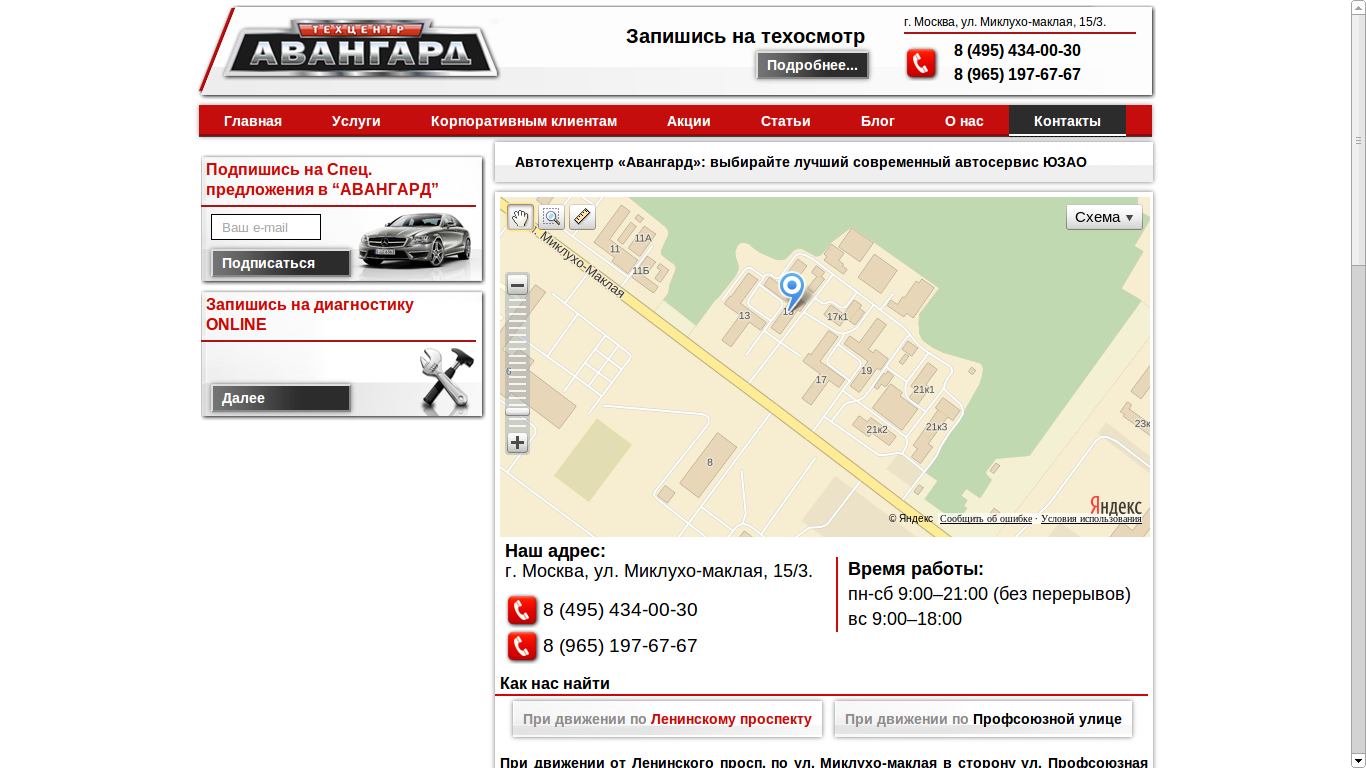 ТЕХЦЕНТР
АВАНГАРД
Запишись на техосмотр
Подробнее...
г. Москва, ул. Миклухо-маклая, 15/3.
8 (495) 434-00-30
8 (965) 197-67-67
Главная Услуги Корпоративным клиентам Акции Статьи Блог О нас Контакты
Подпишись на Спец.
предложения в “АВАНГАРД”
Ваш e-mail
Подписаться
Запишись на диагностику
ONLINE
Далее
Автотехцентр «Авангард»: выбирайте лучший современный автосервис ЮЗАО
Схема
Миклухо-Маклая
11А
11
11Б
13
17к1
17
19
21к1
21к2
21к3
8
Яндекс
© Яндекс Сообщить об ошибке · Условия использования
Наш адрес:
г. Москва, ул. Миклухо-маклая, 15/3.
8 (495) 434-00-30
8 (965) 197-67-67
Время работы:
пн-сб 9:00–21:00 (без перерывов)
вс 9:00–18:00
Как нас найти
При движении по Ленинскому проспекту
При движении по Профсоюзной улице
При движении от Ленинского просп. по ул. Миклухо-маклая в сторону ул. Профсоюзная